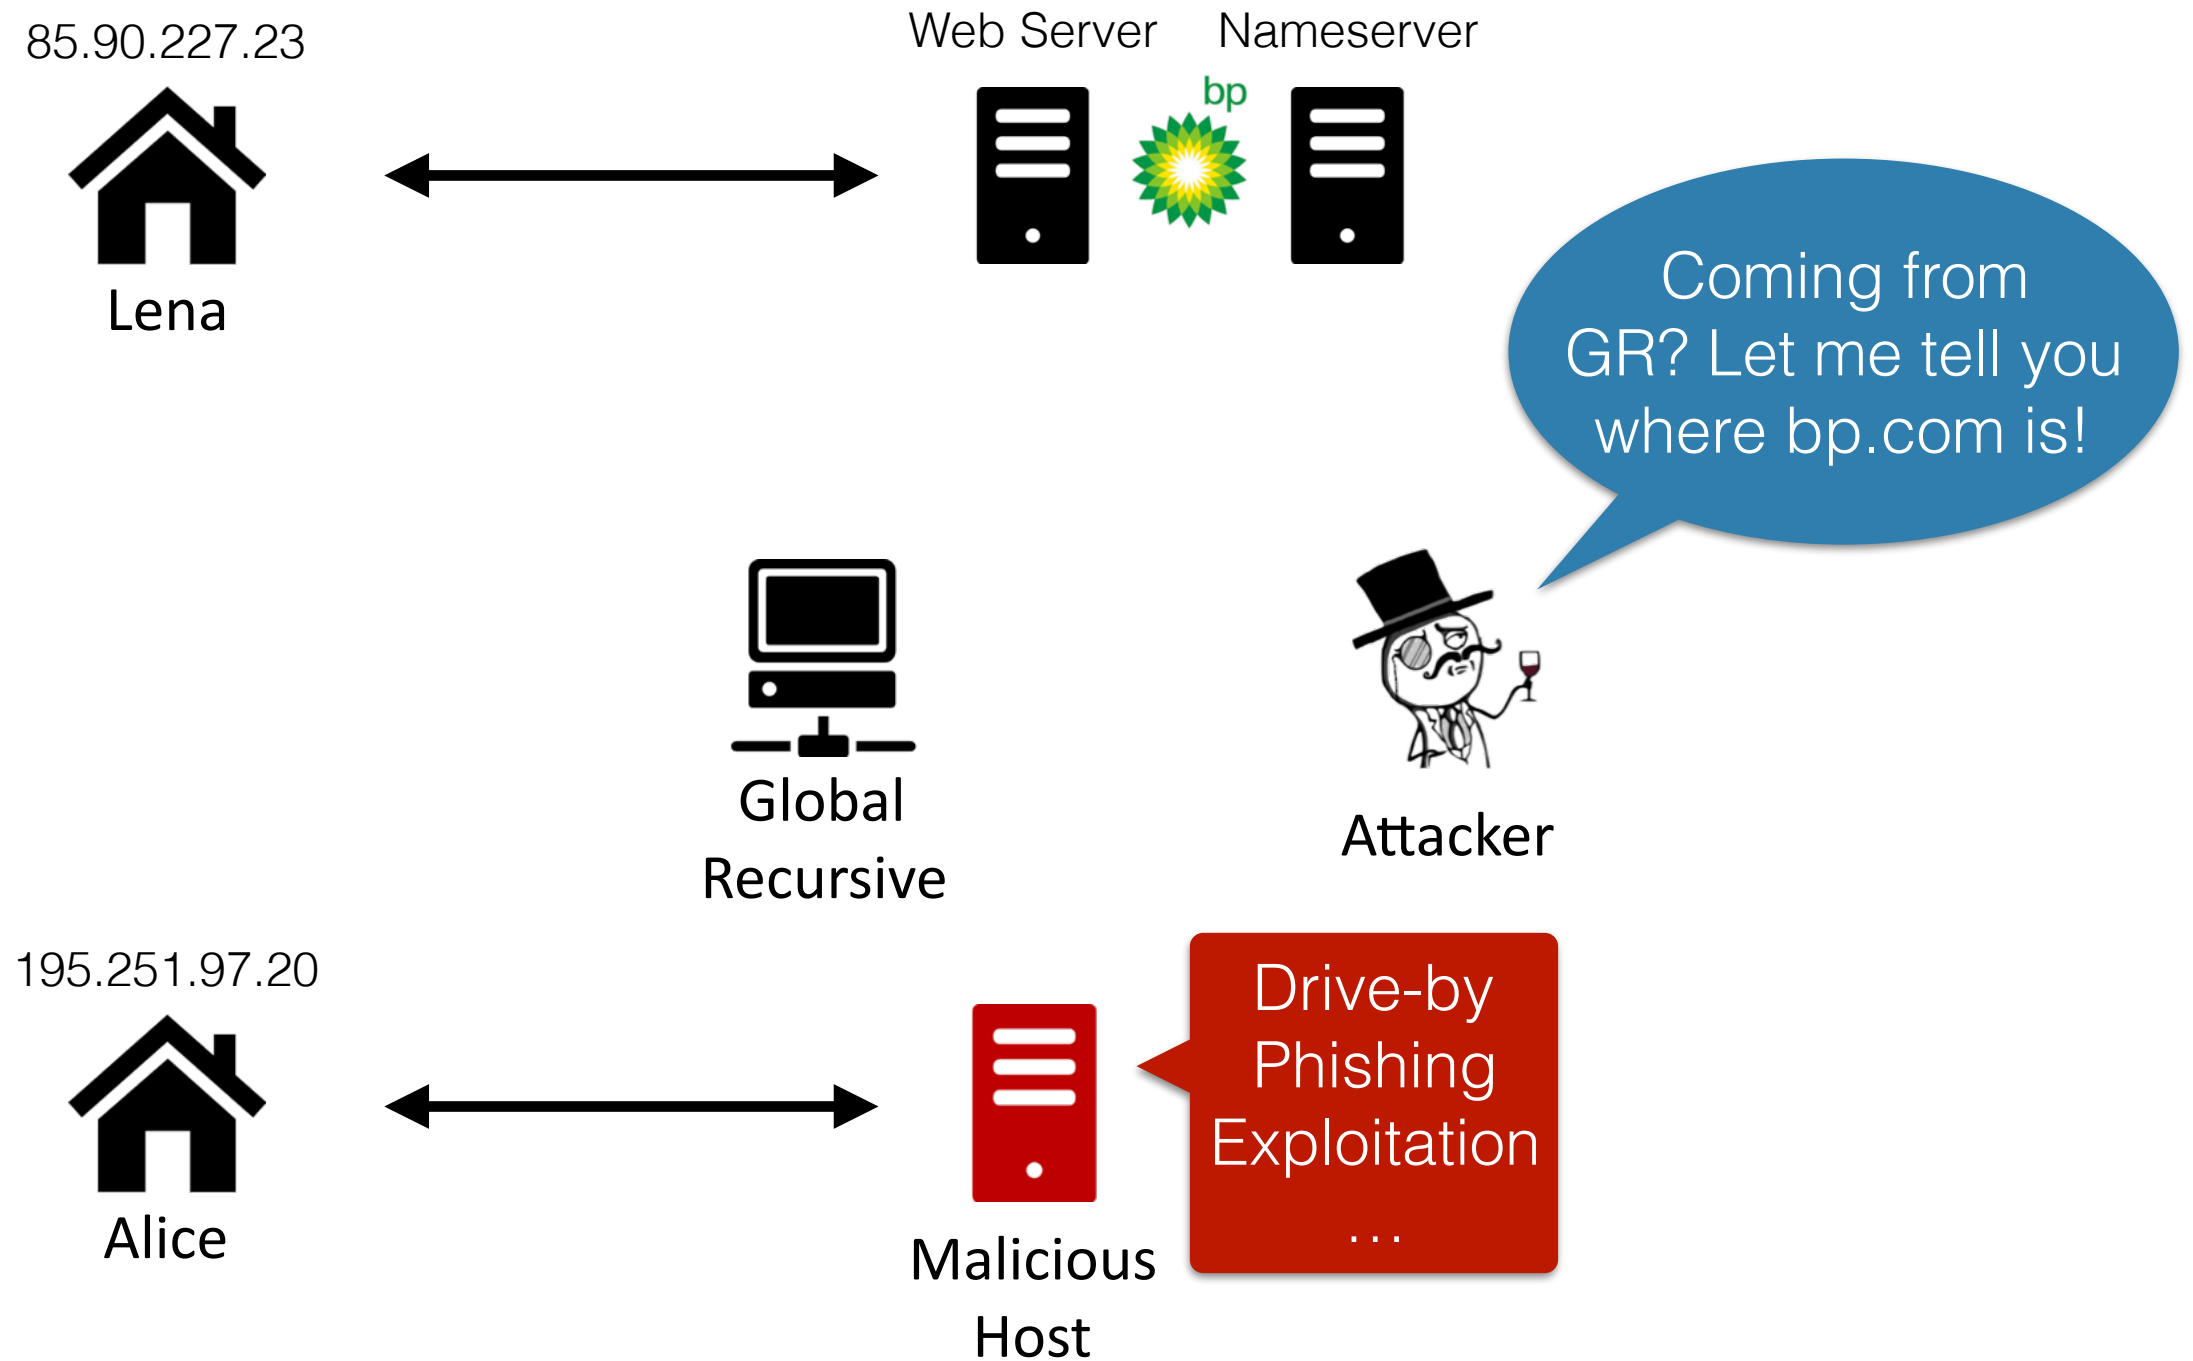 85.90.227.23
Lena
Web Server
Nameserver
bp
Coming from
GR? Let me tell you
where bp.com is!
Global
Recursive
Attacker
195.251.97.20
Alice
Malicious
Host
Drive-by
Phishing
Exploitation
...